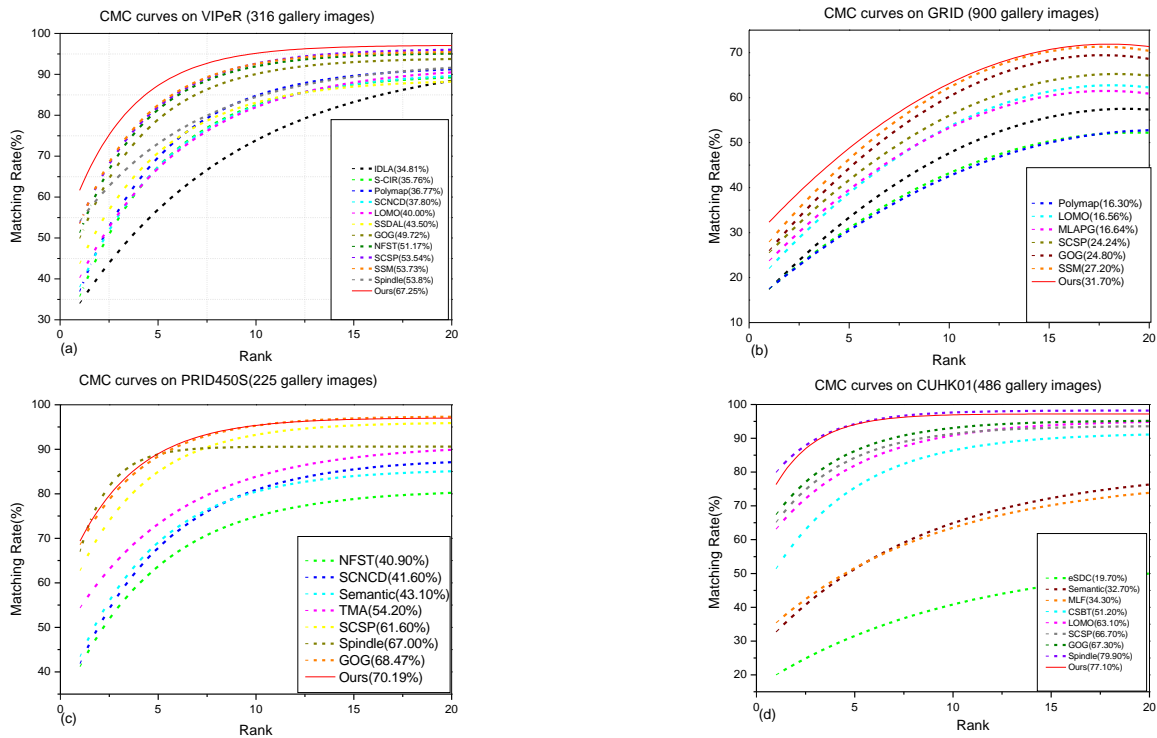 CMC curves on VIPeR (316 gallery images)
100
95
90
85
80
75
70
65
60
55
50
45
40
35
30
Matching Rate(%)
IDLA(34.81%)
S-CIR(35.76%)
Polymap(36.77%)
SCNCD(37.80%)
LOMO(40.00%)
SSDAL(43.50%)
GOG(49.72%)
NFST(51.17%)
SCSP(53.54%)
SSM(53.73%)
Spindle(53.8%)
Ours(67.25%)
0 5 10 15 20
(a)
Rank
CMC curves on GRID (900 gallery images)
70
60
50
40
30
20
10
Matching Rate(%)
Polymap(16.30%)
LOMO(16.56%)
MLAPG(16.64%)
SCSP(24.24%)
GOG(24.80%)
SSM(27.20%)
Ours(31.70%)
0 5 10 15 20
(b)
Rank
CMC curves on PRID450S(225 gallery images)
100
90
80
70
60
50
40
Matching Rate(%)
NFST(40.90%)
SCNCD(41.60%)
Semantic(43.10%)
TMA(54.20%)
SCSP(61.60%)
Spindle(67.00%)
GOG(68.47%)
Ours(70.19%)
0 5 10 15 20
(c)
Rank
CMC curves on CUHK01(486 gallery images)
100
90
80
70
60
50
40
30
20
Matching Rate(%)
eSDC(19.70%)
Semantic(32.70%)
MLF(34.30%)
CSBT(51.20%)
LOMO(63.10%)
SCSP(66.70%)
GOG(67.30%)
Spindle(79.90%)
Ours(77.10%)
0 5 10 15 20
(d)
Rank